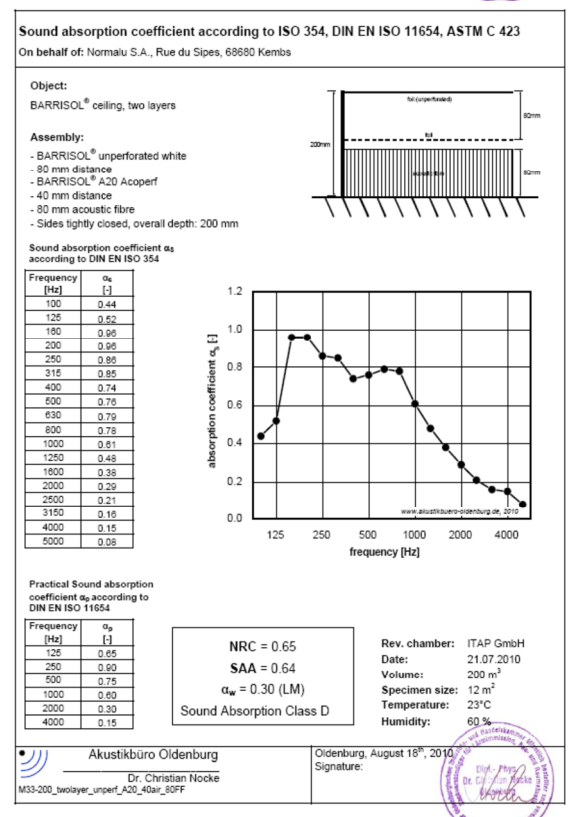 Sound absorption coefficient according to ISO 354, DIN EN ISO 11654, ASTM C 423
On behalf of: Normalu S.A., Rue du Sipes, 68680 Kembs
Object:
BARRISOL® ceiling, two layers
Assembly:
- BARRISOL® unperforated white
- 80 mm distance
- BARRISOL® A20 Acoperf
- 40 mm distance
- 80 mm acoustic fibre
- Sides tightly closed, overall depth: 200 mm
foil (unperforated)
80mm
foil
200mm
80mm
Sound absorption coefficient αs
according to DIN EN ISO 354
Frequency αs
[Hz] [-]
100 0.44
125 0.52
160 0.96
200 0.96
250 0.86
315 0.85
400 0.74
500 0.76
630 0.79
800 0.78
1000 0.61
1250 0.48
1600 0.38
2000 0.29
2500 0.21
3150 0.16
4000 0.15
5000 0.08
absorption coefficient αs [-]
1.2
1.0
0.8
0.6
0.4
0.2
0.0
www.akustikbuero-oldenburg.de, 2010
125 250 500 1000 2000 4000
frequency [Hz]
Practical Sound absorption
coefficient αp according to
DIN EN ISO 11654
Frequency αp
[Hz] [-]
125 0.65
250 0.90
500 0.75
1000 0.60
2000 0.30
4000 0.15
NRC = 0.65
SAA = 0.64
αw = 0.30 (LM)
Sound Absorption Class D
Rev. chamber: ITAP GmbH
Date: 21.07.2010
Volume: 200 m³
Specimen size: 12 m²
Temperature: 23°C
Humidity: 60 %
Akustikbüro Oldenburg
Dr. Christian Nocke
M33-200_twolayer_unperf_A20_40air_80FF
Oldenburg, August 18th, 2010
Signature: